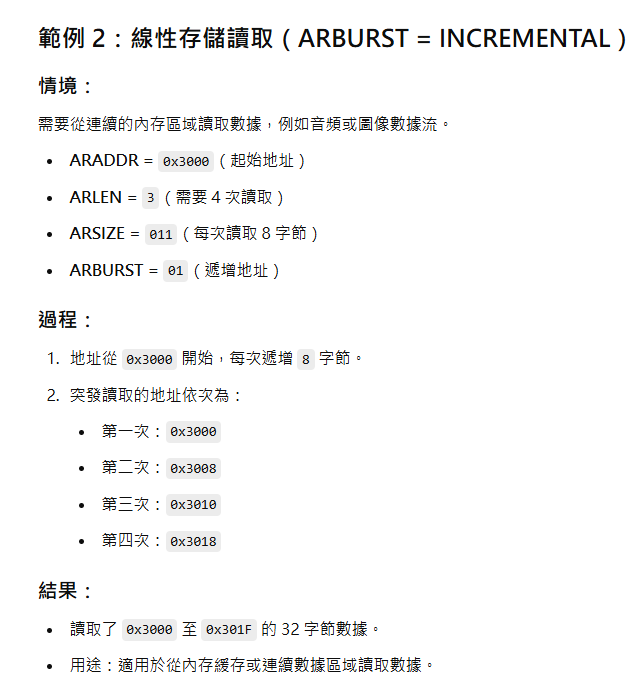 範例 2：線性存儲讀取（ARBURST = INCREMENTAL）
情境：
需要從連續的內存區域讀取數據，例如音頻或圖像數據流。
• ARADDR = 0x3000（起始地址）
• ARLEN = 3（需要 4 次讀取）
• ARSIZE = 011（每次讀取 8 字節）
• ARBURST = 01（遞增地址）
過程：
1. 地址從 0x3000 開始，每次遞增 8 字節。
2. 突發讀取的地址依次為：
• 第一次：0x3000
• 第二次：0x3008
• 第三次：0x3010
• 第四次：0x3018
結果：
• 讀取了 0x3000 至 0x301F 的 32 字節數據。
• 用途：適用於從內存緩存或連續數據區域讀取數據。